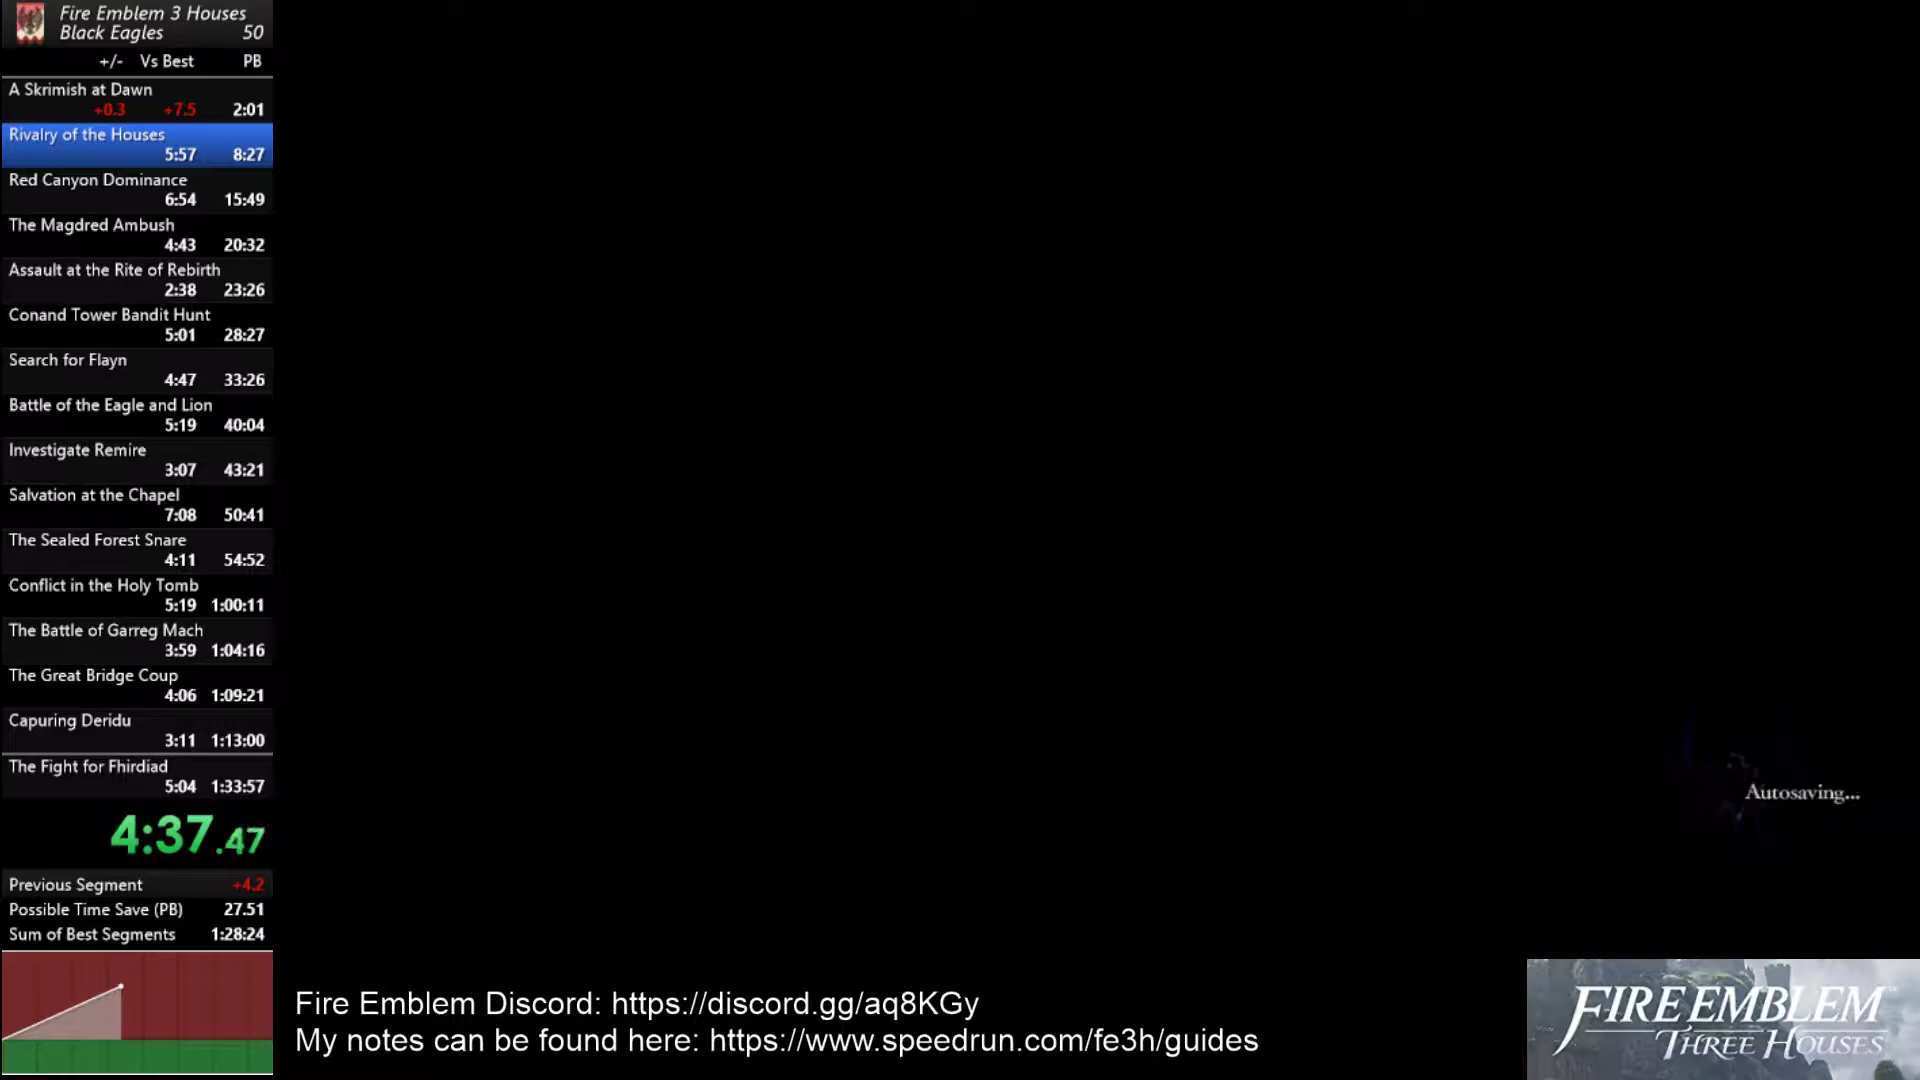 Fire Emblem 3 Houses
Black Eagles 50
+/- Vs Best PB
A Skrimish at Dawn
+0.3 +7.5 2:01
Rivalry of the Houses
5:57 8:27
Red Canyon Dominance
6:54 15:49
The Magdred Ambush
4:43 20:32
Assault at the Rite of Rebirth
2:38 23:26
Conand Tower Bandit Hunt
5:01 28:27
Search for Flayn
4:47 33:26
Battle of the Eagle and Lion
5:19 40:04
Investigate Remire
3:07 43:21
Salvation at the Chapel
7:08 50:41
The Sealed Forest Snare
4:11 54:52
Conflict in the Holy Tomb
5:19 1:00:11
The Battle of Garreg Mach
3:59 1:04:16
The Great Bridge Coup
4:06 1:09:21
Capuring Deridu
3:11 1:13:00
The Fight for Fhirdiad
5:04 1:33:57
4:37.47
Previous Segment +4.2
Possible Time Save (PB) 27.51
Sum of Best Segments 1:28:24
Autosaving...
Fire Emblem Discord: https://discord.gg/aq8KGy
My notes can be found here: https://www.speedrun.com/fe3h/guides
FIRE EMBLEM™
THREE HOUSES